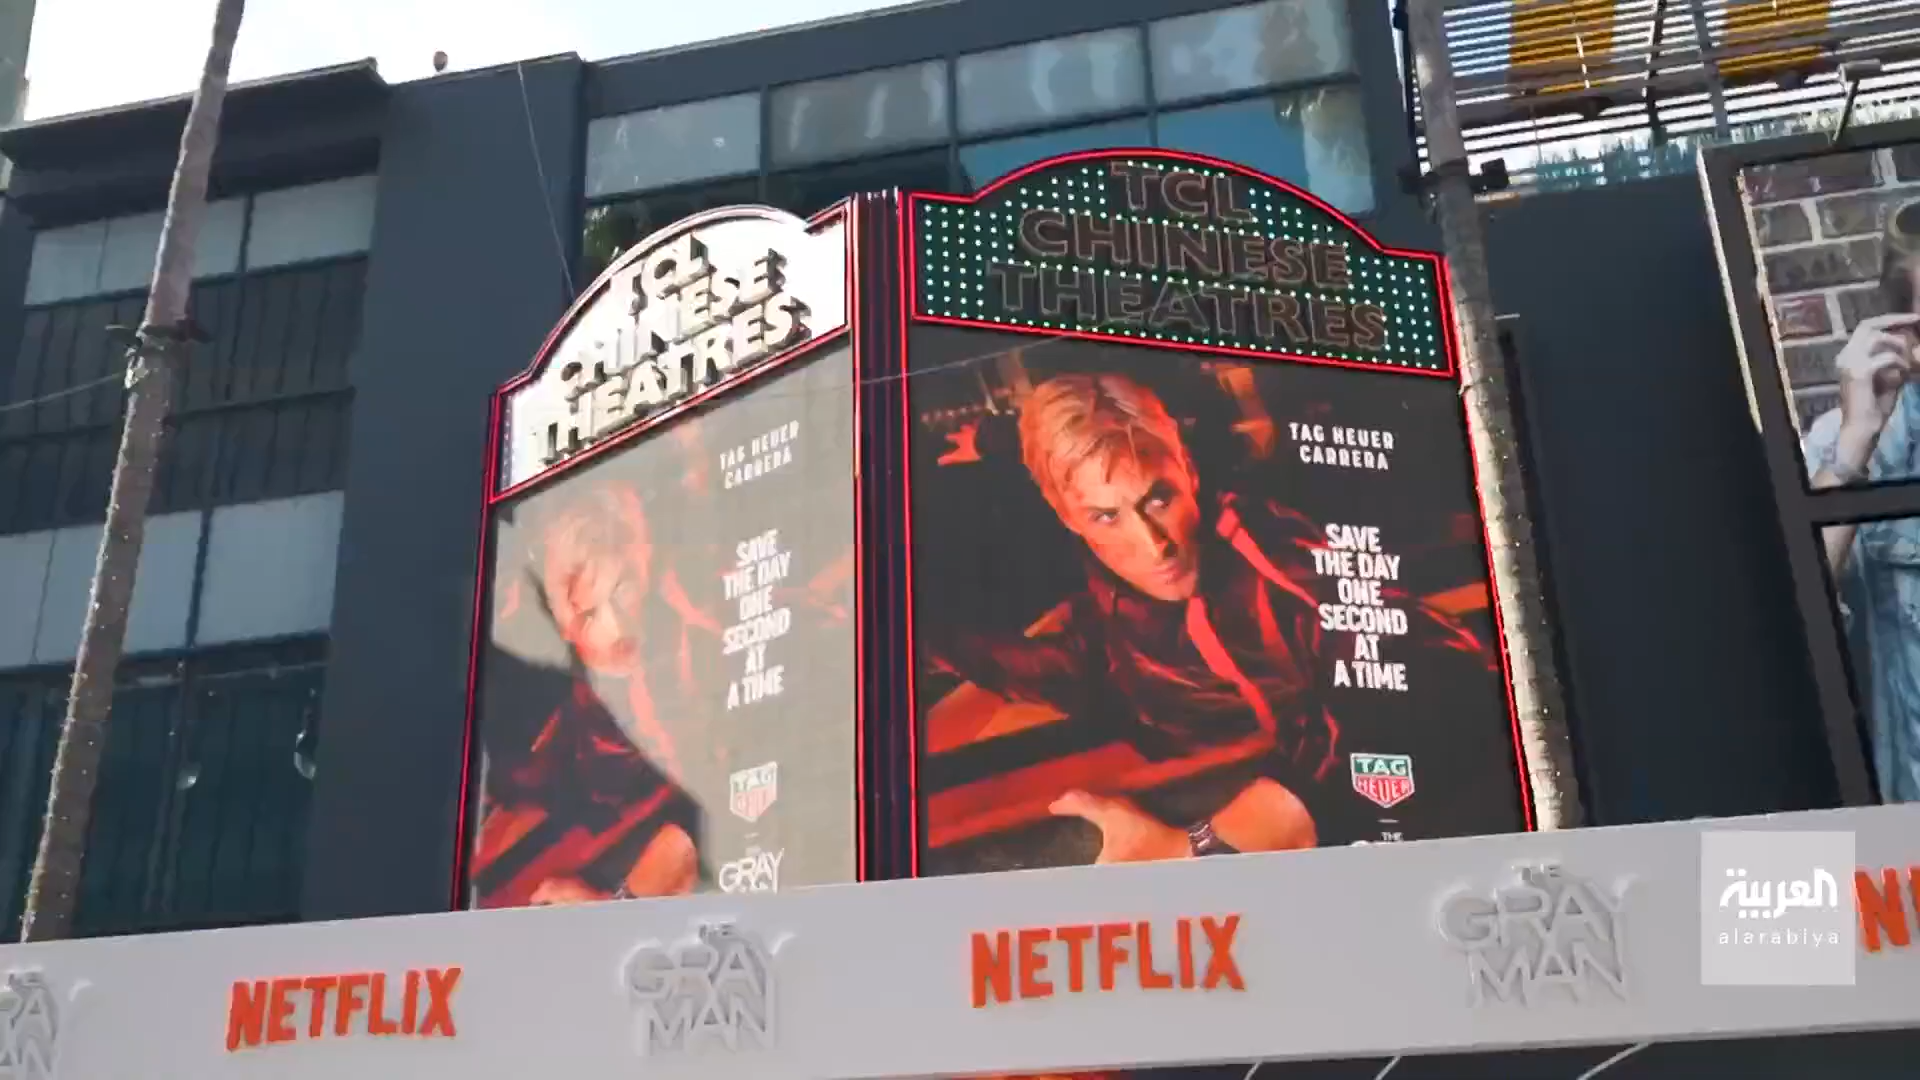 TCL
CHINESE
THEATRES
TAG HEUER
CARRERA
SAVE
THE DAY
ONE
SECOND
AT
A TIME
TAG
HEUER
GRAY
TCL
CHINESE
THEATRES
TAG HEUER
CARRERA
SAVE
THE DAY
ONE
SECOND
AT
A TIME
TAG
HEUER
THE
NETFLIX
THE
GRAY
MAN
NETFLIX
THE
GRAY
MAN
العربية
alarabiya